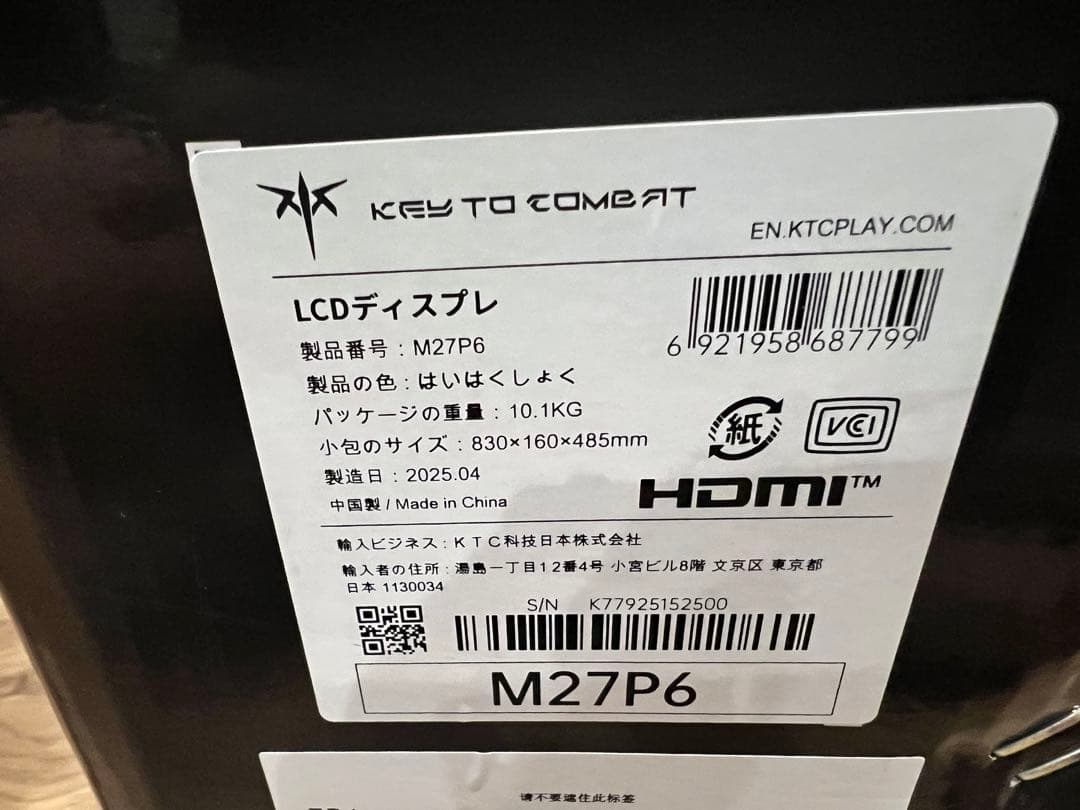 KEY TO COMBAT
EN.KTCPLAY.COM
LCDディスプレ
製品番号 : M27P6
製品の色 : はいはくしょく
パッケージの重量 : 10.1KG
小包のサイズ : 830×160×485mm
製造日 : 2025.04
中国製 / Made in China
6 921958 687799
紙
VCCI
HDMI™
輸入ビジネス : KTC科技日本株式会社
輸入者の住所 : 湯島一丁目12番4号 小宮ビル8階 文京区 東京都
日本 1130034
S/N K77925152500
M27P6
请不要遮住此标签